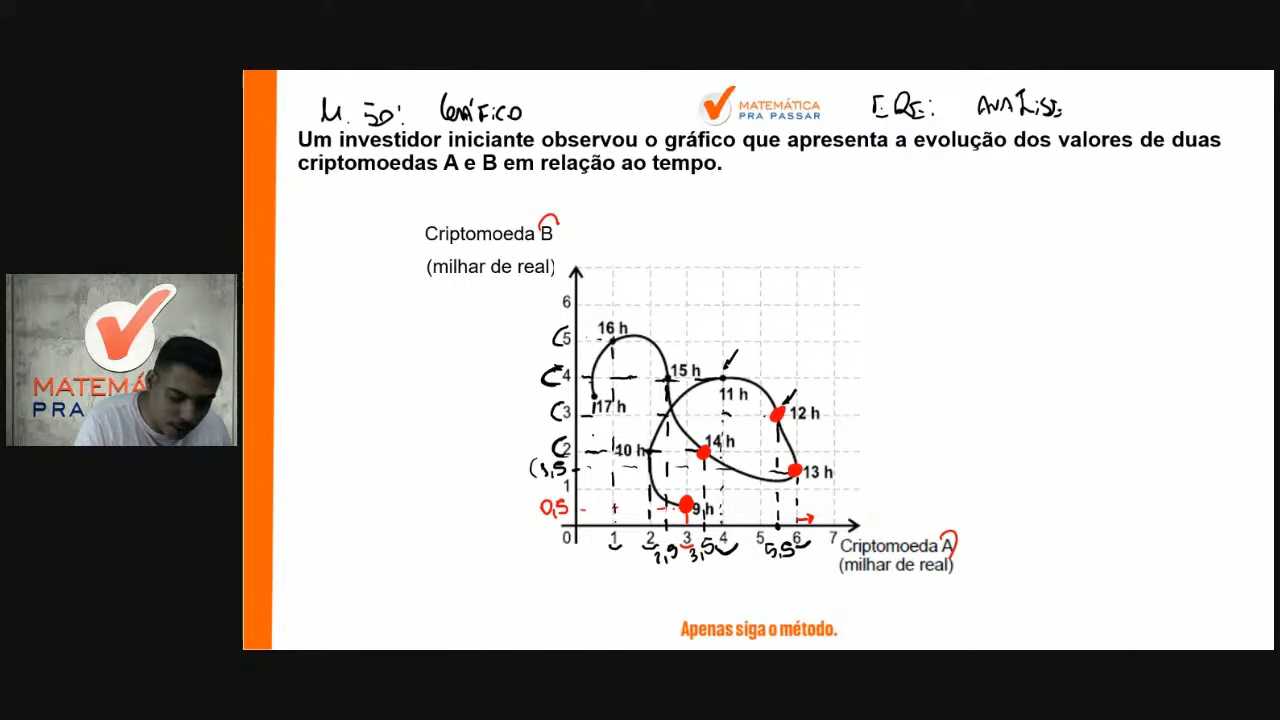 M. 50: GRÁFICO
MATEMÁTICA
PRA PASSAR
ERE: ANÁLISE
Um investidor iniciante observou o gráfico que apresenta a evolução dos valores de duas
criptomoedas A e B em relação ao tempo.
Criptomoeda B
(milhar de real)
6
16 h
5
15 h
4
11 h
17 h
3
12 h
14 h
10 h
2
1,5
13 h
1
0,5
9 h
0 1 2 3 4 5 6 7
2,5 3,5 5,5
Criptomoeda A
(milhar de real)
Apenas siga o método.
MATEMÁ
PRA